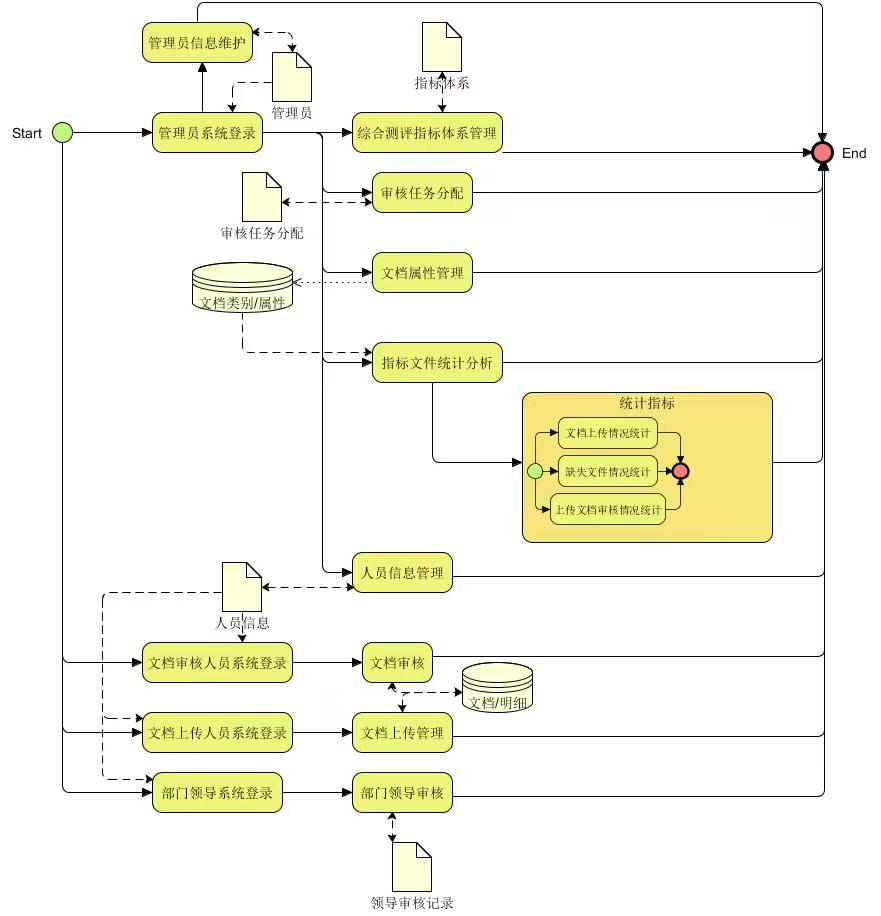 管理员信息维护
指标体系
管理员
Start
管理员系统登录
综合测评指标体系管理
End
审核任务分配
审核任务分配
文档属性管理
文档类别/属性
指标文件统计分析
统计指标
文档上传情况统计
缺失文件情况统计
上传文档审核情况统计
人员信息管理
人员信息
文档审核人员系统登录
文档审核
文档/明细
文档上传人员系统登录
文档上传管理
部门领导系统登录
部门领导审核
领导审核记录